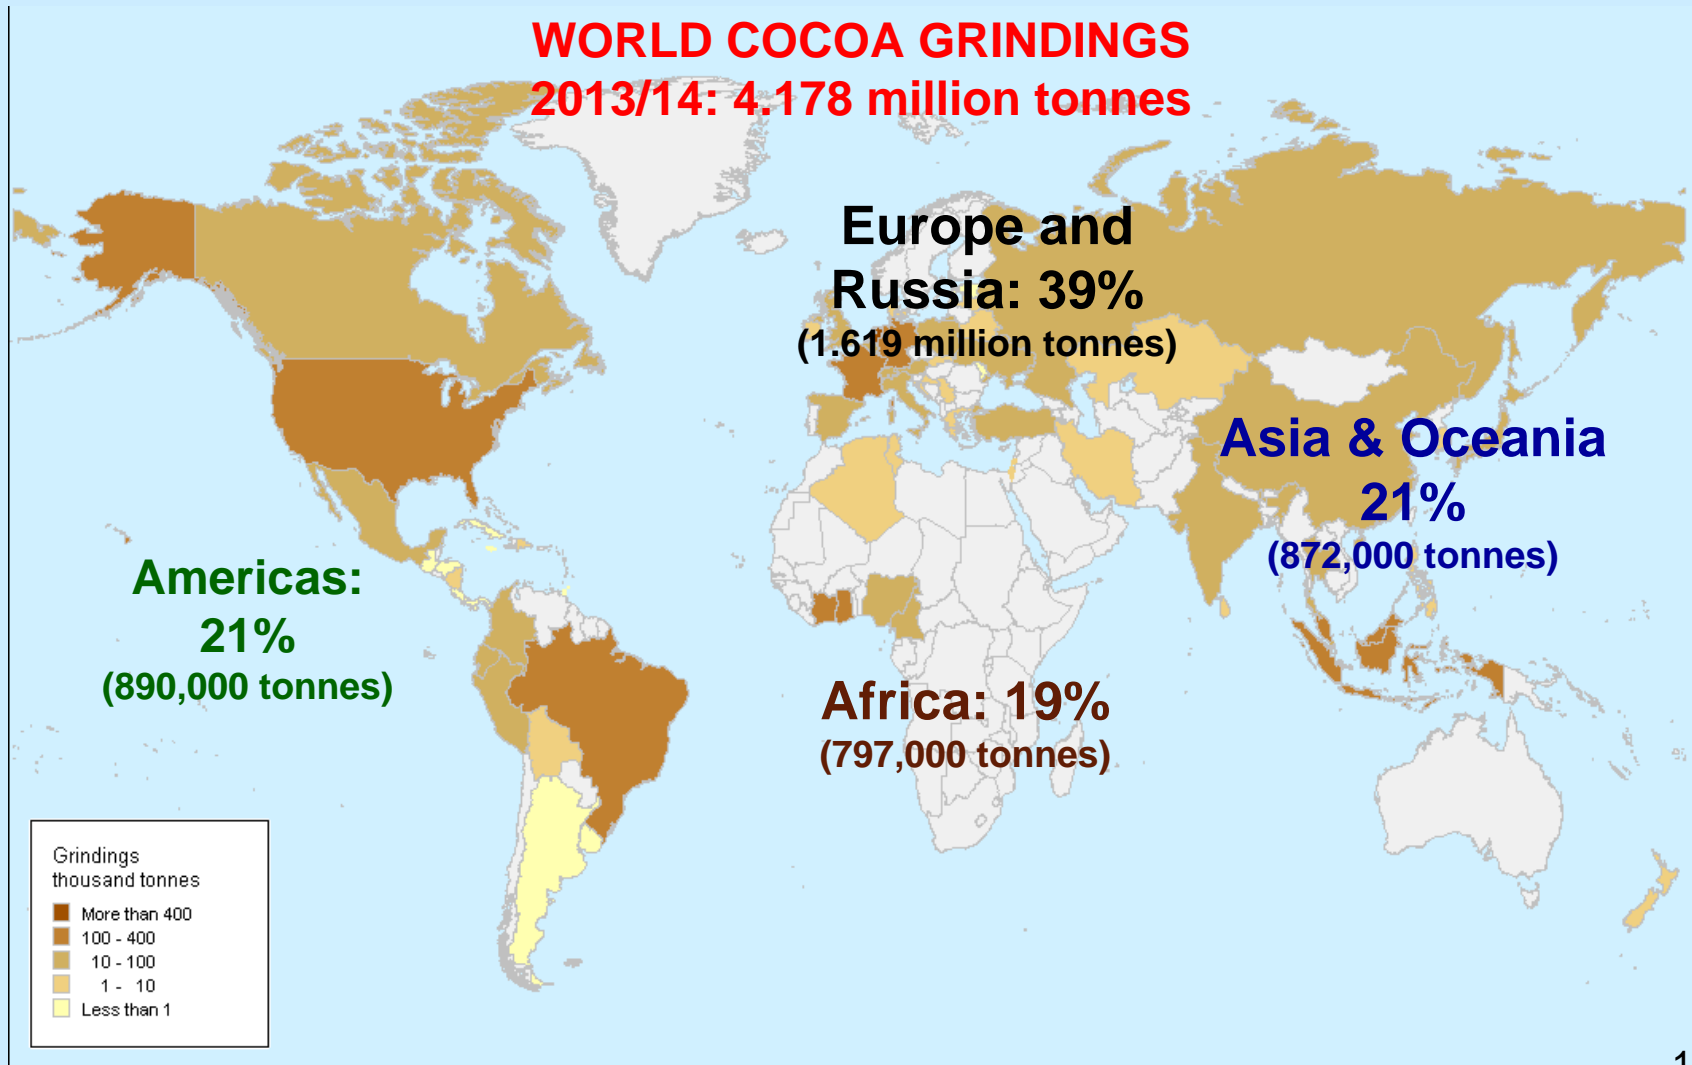 WORLD COCOA GRINDINGS
2013/14: 4.178 million tonnes
Europe and
Russia: 39%
(1.619 million tonnes)
Asia & Oceania
21%
(872,000 tonnes)
Americas:
21%
(890,000 tonnes)
Africa: 19%
(797,000 tonnes)
Grindings
thousand tonnes
More than 400
100 - 400
10 - 100
1 - 10
Less than 1
1